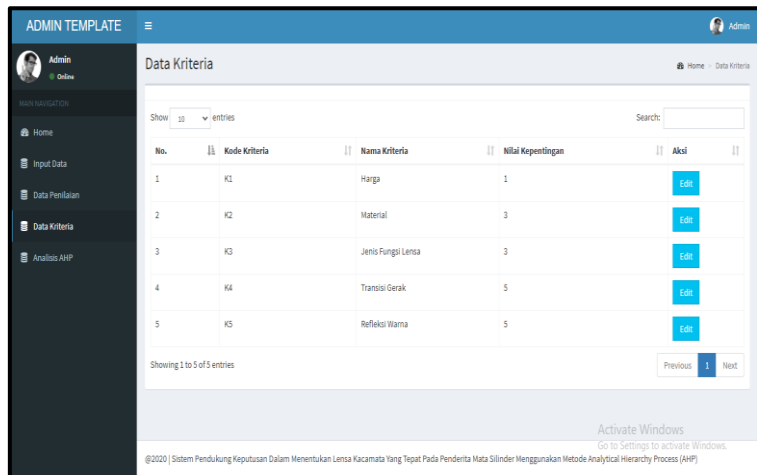 ADMIN TEMPLATE
Admin
Admin
Online
MAIN NAVIGATION
Home
Input Data
Data Penilaian
Data Kriteria
Analisis AHP
Data Kriteria
Home > Data Kriteria
Show 10 entries
Search:
No. Kode Kriteria Nama Kriteria Nilai Kepentingan Aksi
1 K1 Harga 1 Edit
2 K2 Material 3 Edit
3 K3 Jenis Fungsi Lensa 3 Edit
4 K4 Transisi Gerak 5 Edit
5 K5 Refleksi Warna 5 Edit
Showing 1 to 5 of 5 entries
Previous 1 Next
Activate Windows
Go to Settings to activate Windows.
@2020 | Sistem Pendukung Keputusan Dalam Menentukan Lensa Kacamata Yang Tepat Pada Penderita Mata Silinder Menggunakan Metode Analytical Hierarchy Process (AHP)